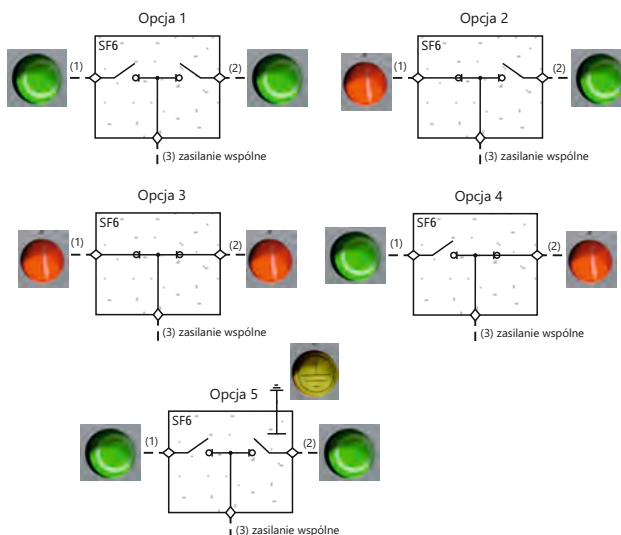 Opcja 1
SF6
(1)
(2)
(3) zasilanie wspólne
Opcja 2
SF6
(1)
(2)
(3) zasilanie wspólne
Opcja 3
SF6
(1)
(2)
(3) zasilanie wspólne
Opcja 4
SF6
(1)
(2)
(3) zasilanie wspólne
Opcja 5
SF6
(1)
(2)
(3) zasilanie wspólne